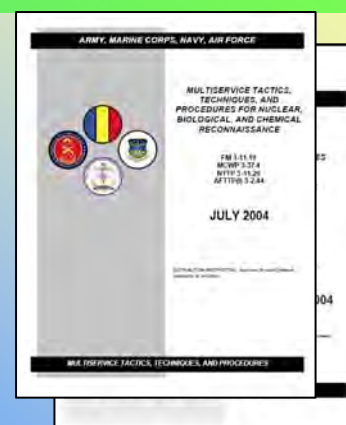 ARMY, MARINE CORPS, NAVY, AIR FORCE
MULTISERVICE TACTICS,
TECHNIQUES, AND
PROCEDURES FOR NUCLEAR,
BIOLOGICAL, AND CHEMICAL
RECONNAISSANCE
FM 3-11.19
MCWP 3-37.4
NTTP 3-11.29
AFTTP(I) 3-2.44
JULY 2004
MULTISERVICE TACTICS, TECHNIQUES, AND PROCEDURES
ES
004